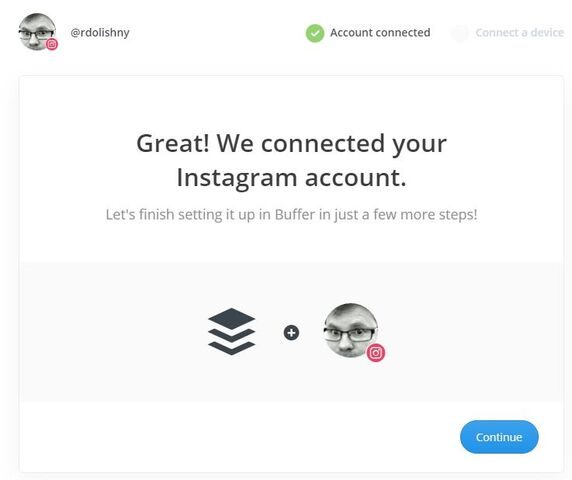 @rdolishny
Account connected
Connect a device
Great! We connected your
Instagram account.
Let's finish setting it up in Buffer in just a few more steps!
Continue